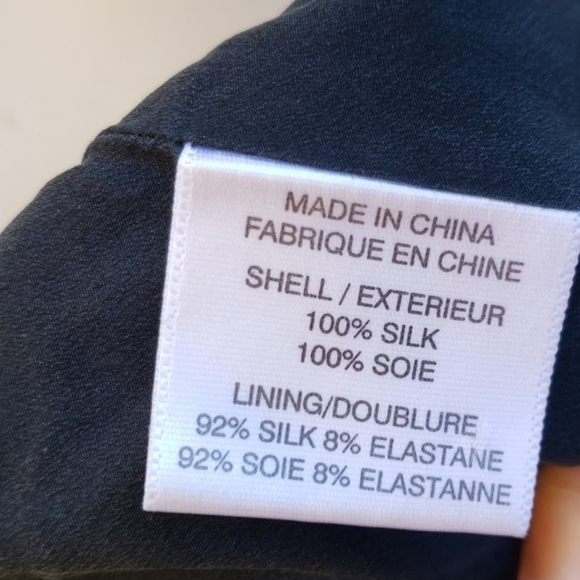 MADE IN CHINA
FABRIQUE EN CHINE
SHELL / EXTERIEUR
100% SILK
100% SOIE
LINING/DOUBLURE
92% SILK 8% ELASTANE
92% SOIE 8% ELASTANNE